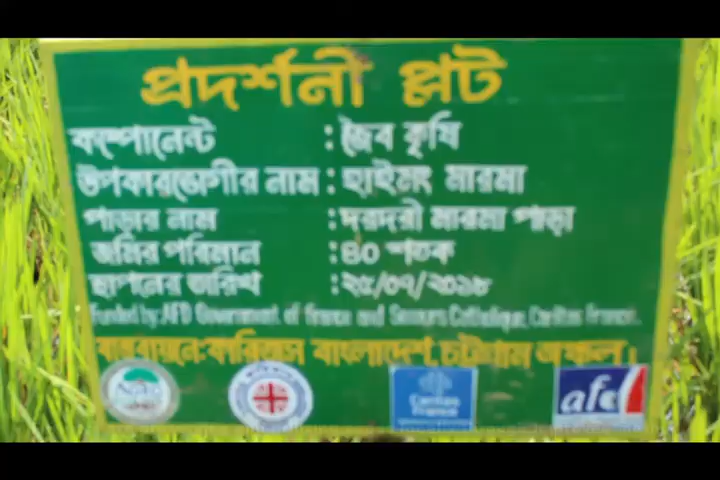 প্রদর্শনী প্লট
কম্পোনেন্ট : জৈব কৃষি
উপকারভোগীর নাম : হাইমং মারমা
পাড়ার নাম : দরদরী মারমা পাড়া
জমির পরিমান : ৪০ শতক
স্থাপনের তারিখ : ২৫/০৭/২০১৮
Funded by: AFD Government of France and Secours Catholique, Caritas France.
বাস্তবায়নে: কারিতাস বাংলাদেশ, চট্টগ্রাম অঞ্চল।
Caritas
France
afd